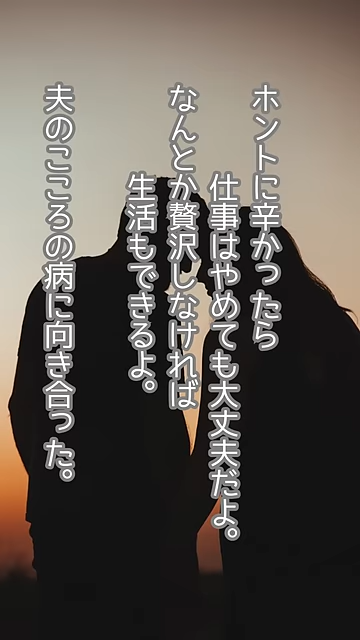 ホントに辛かったら
仕事はやめても大丈夫だよ。
なんとか贅沢しなければ
生活もできるよ。
夫のこころの病に向き合った。